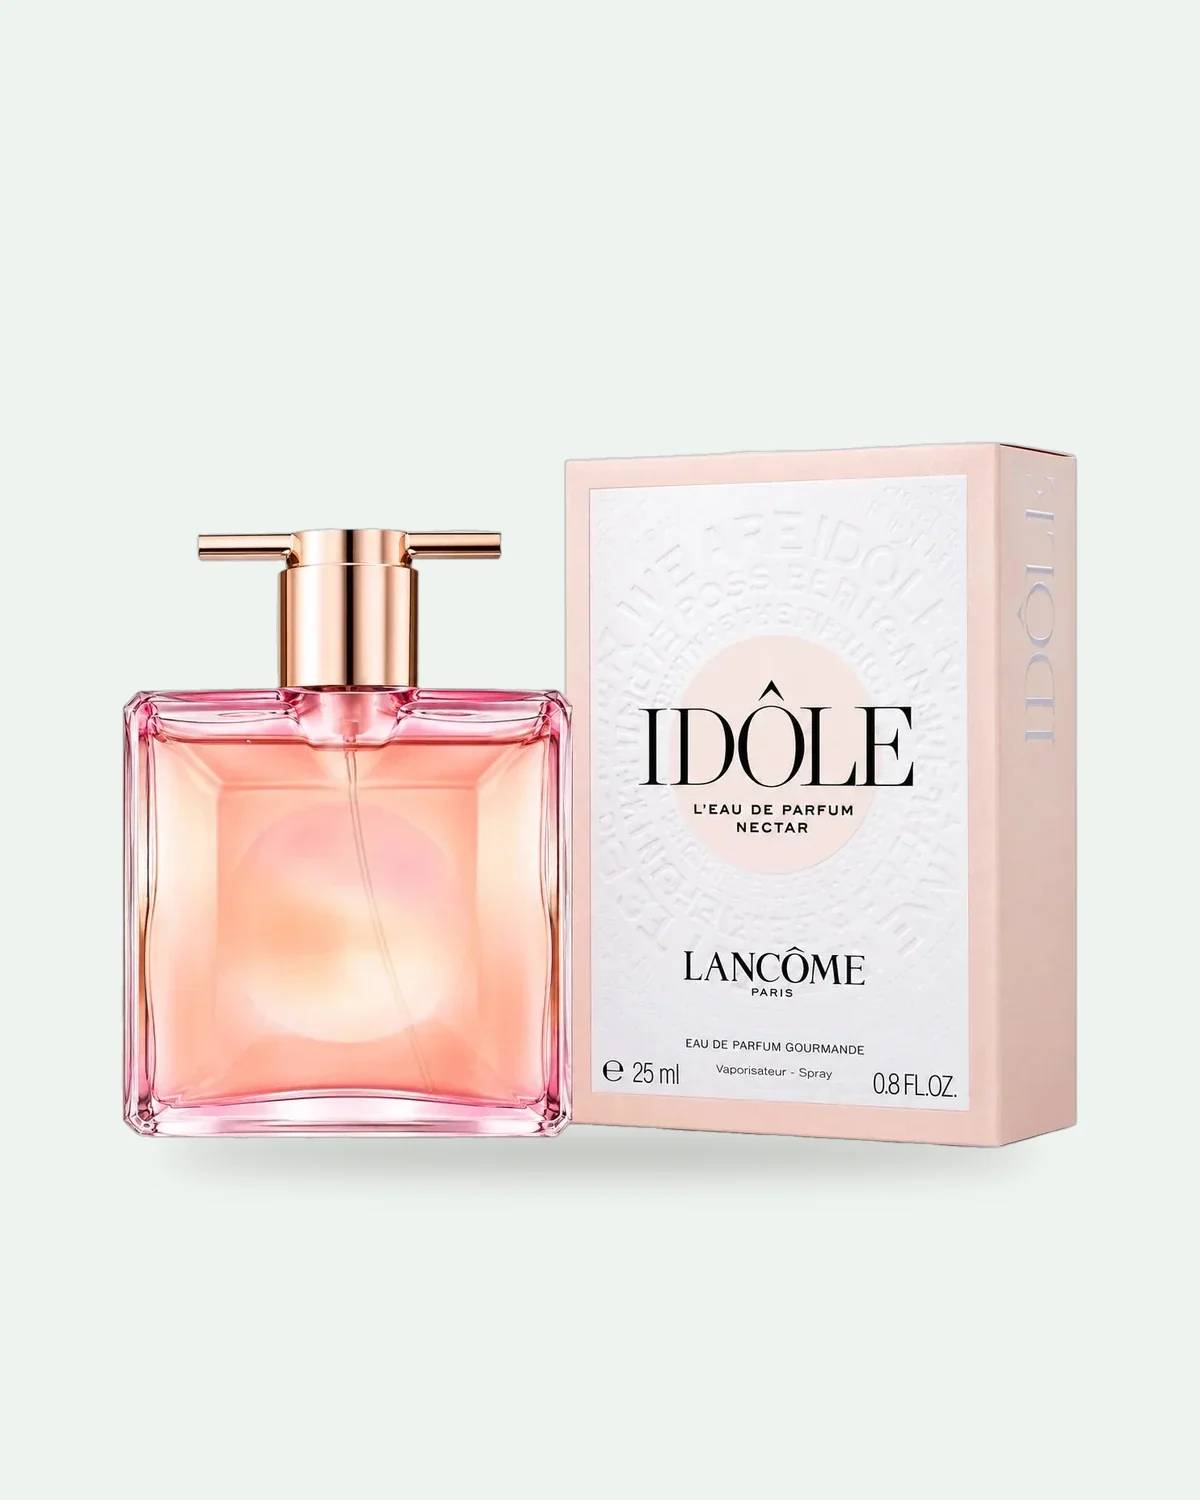 IDÔLE
L'EAU DE PARFUM
NECTAR
LANCÔME
PARIS
EAU DE PARFUM GOURMANDE
Vaporisateur - Spray
℮ 25 ml
0.8 FL.OZ.
IDÔLE